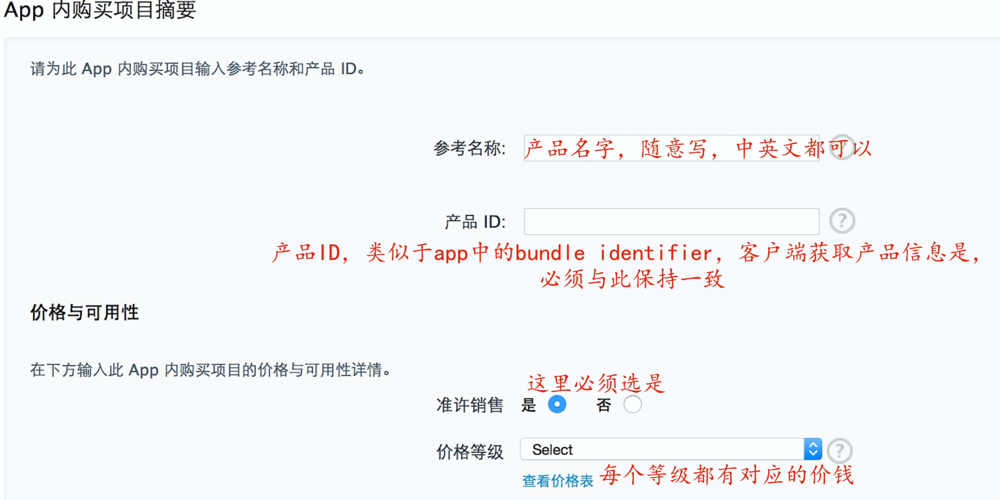 App 内购买项目摘要
请为此 App 内购买项目输入参考名称和产品 ID。
参考名称: 产品名字，随意写，中英文都可以
产品 ID:
产品ID，类似于app中的bundle identifier，客户端获取产品信息是，
必须与此保持一致
价格与可用性
在下方输入此 App 内购买项目的价格与可用性详情。
这里必须选是
准许销售 是 否
价格等级 Select
查看价格表 每个等级都有对应的价钱